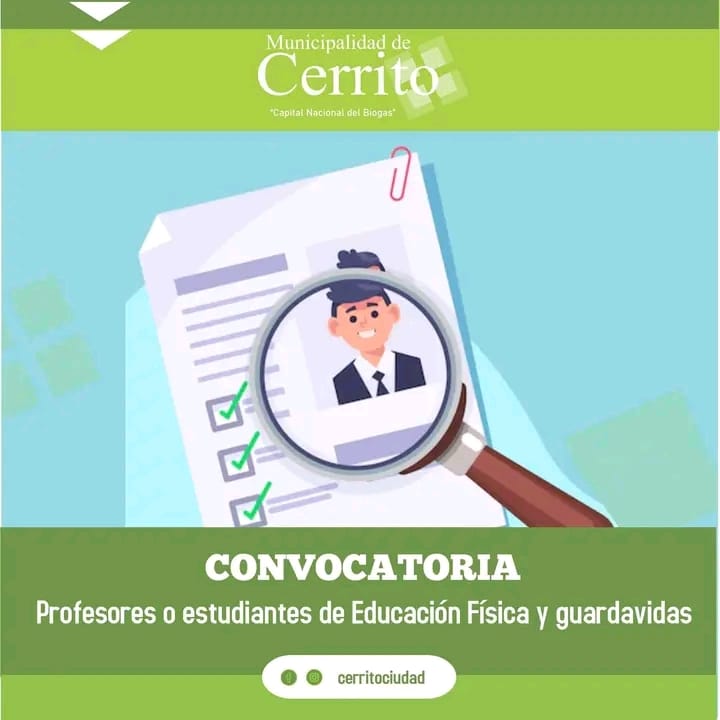 Municipalidad de
Cerrito
"Capital Nacional del Biogas"
CONVOCATORIA
Profesores o estudiantes de Educación Física y guardavidas
cerritociudad